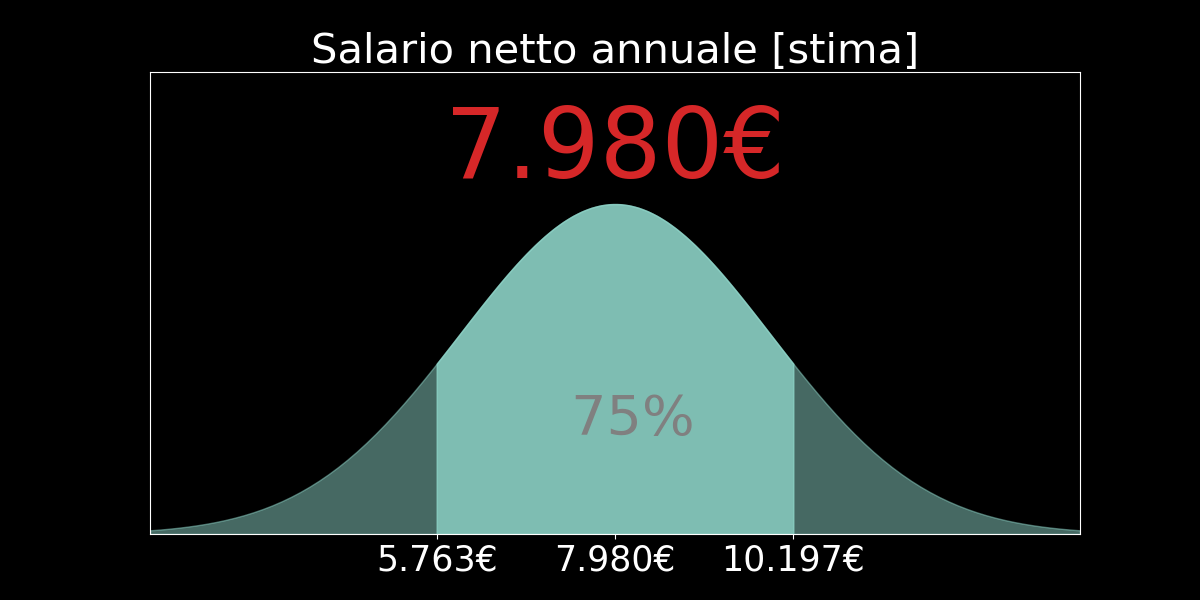 Salario netto annuale [stima]
7.980€
75%
5.763€ 7.980€ 10.197€